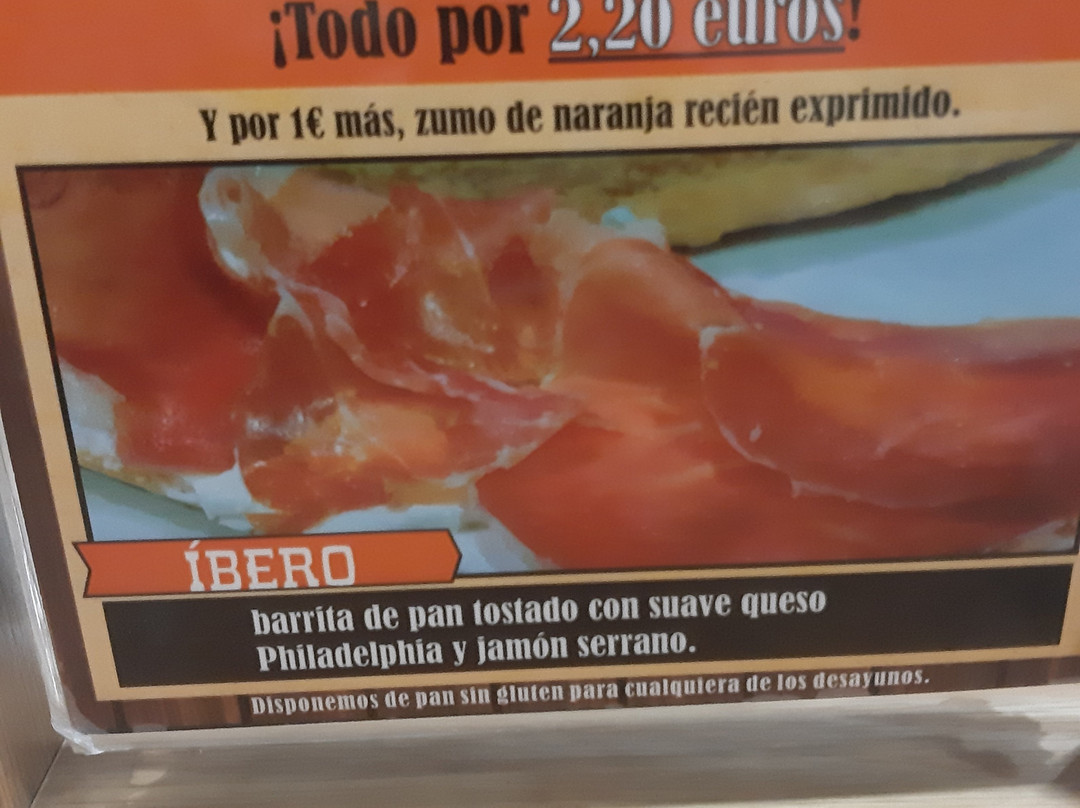 ¡Todo por 2,20 euros!
Y por 1€ más, zumo de naranja recién exprimido.
ÍBERO
barrita de pan tostado con suave queso
Philadelphia y jamón serrano.
Disponemos de pan sin gluten para cualquiera de los desayunos.